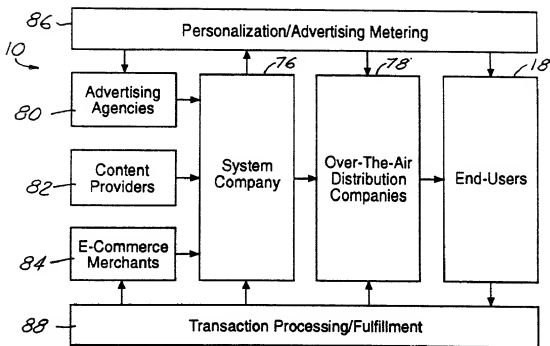 86
Personalization/Advertising Metering
10
76
78
18
80
Advertising
Agencies
82
Content
Providers
84
E-Commerce
Merchants
System
Company
Over-The-Air
Distribution
Companies
End-Users
88
Transaction Processing/Fulfillment